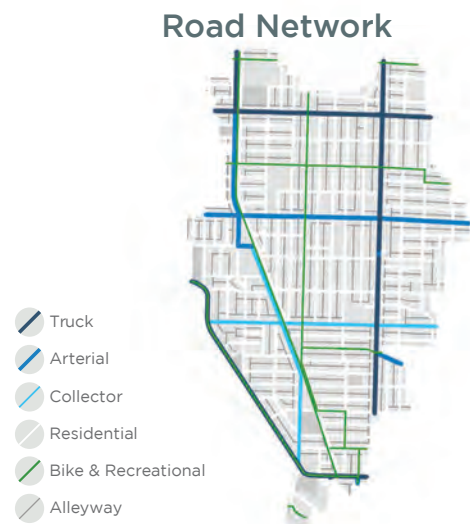 Road Network
Truck
Arterial
Collector
Residential
Bike & Recreational
Alleyway